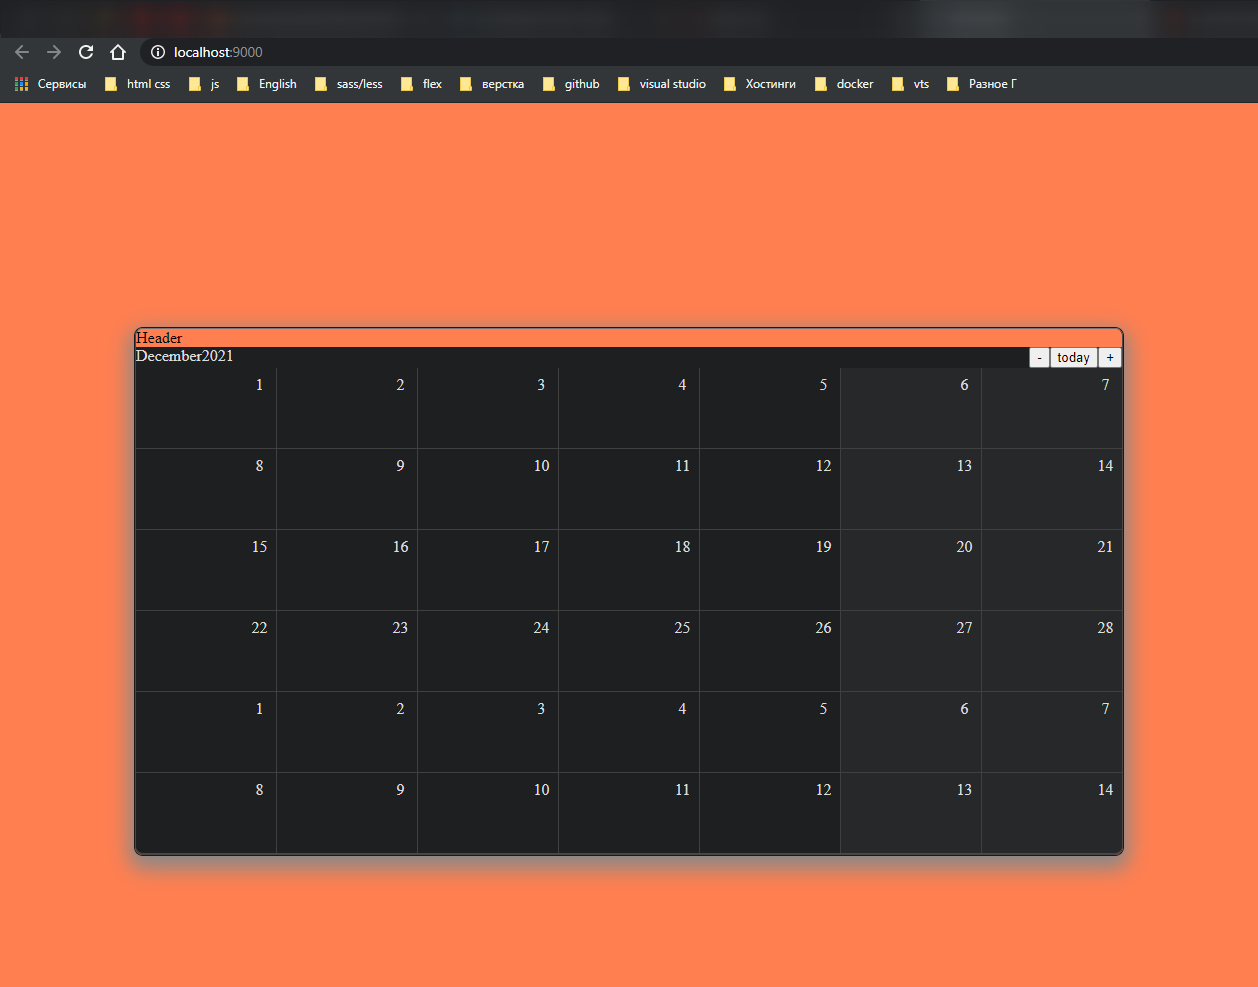 localhost:9000
Сервисы html css js English sass/less flex верстка github visual studio Хостинги docker vts Разное Г
Header
December2021 - today +
1 2 3 4 5 6 7
8 9 10 11 12 13 14
15 16 17 18 19 20 21
22 23 24 25 26 27 28
1 2 3 4 5 6 7
8 9 10 11 12 13 14